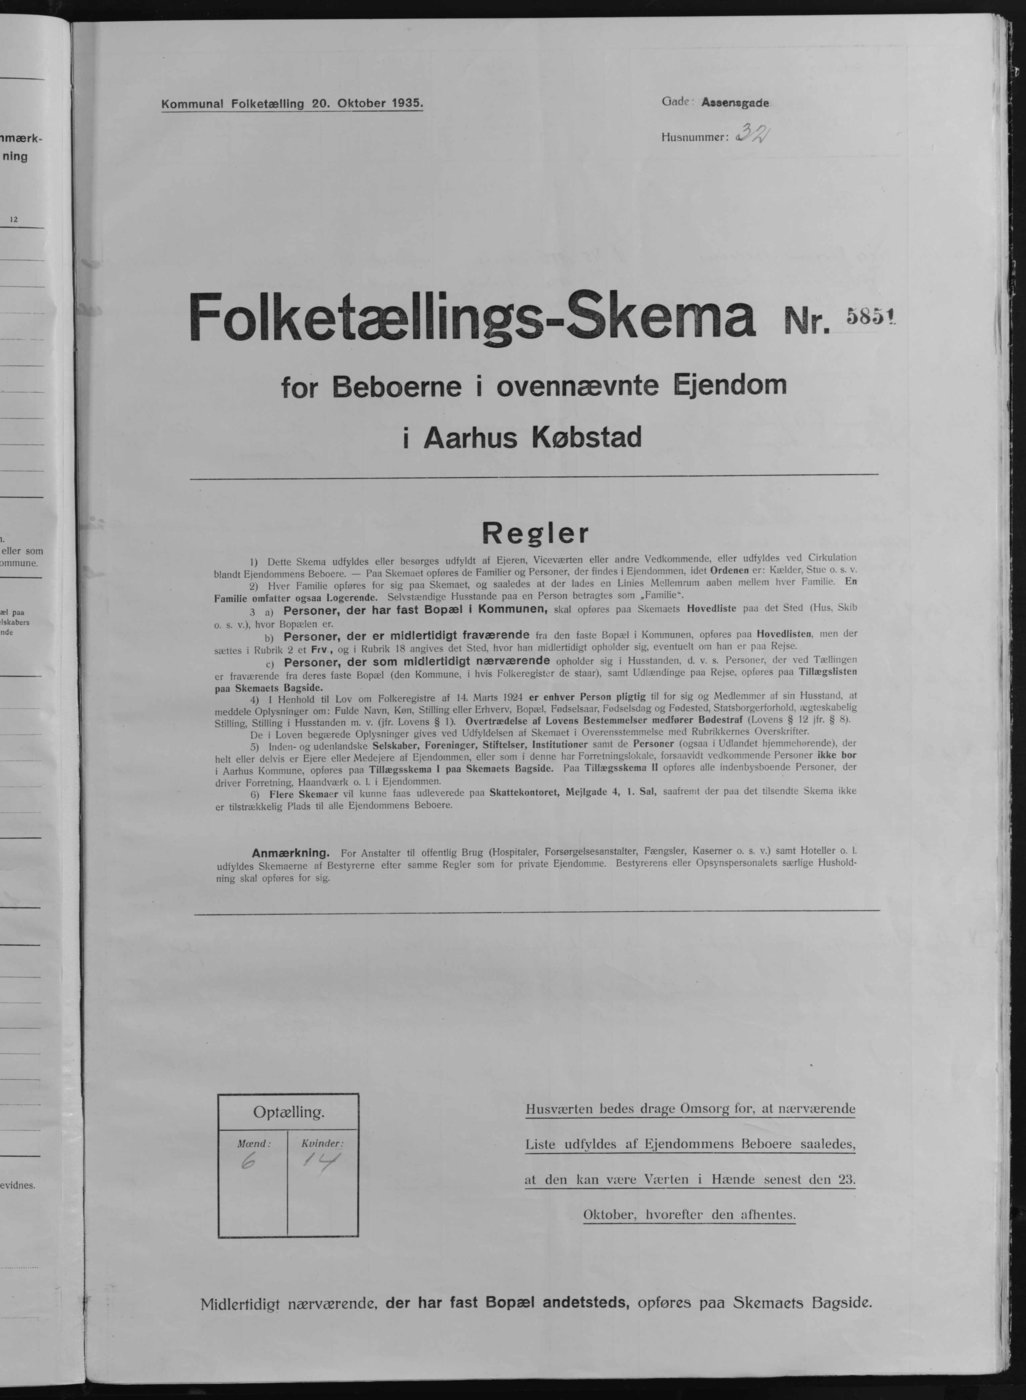 nmærk-
ning
12
eller som
ommune.
æl paa
elskabers
nde
evidnes.
Kommunal Folketælling 20. Oktober 1935.
Gade: Assensgade
Husnummer: 32
Folketællings-Skema Nr. 5851
for Beboerne i ovennævnte Ejendom
i Aarhus Købstad
Regler
1) Dette Skema udfyldes eller besørges udfyldt af Ejeren, Viceværten eller andre Vedkommende, eller udfyldes ved Cirkulation
blandt Ejendommens Beboere. — Paa Skemaet opføres de Familier og Personer, der findes i Ejendommen, idet Ordenen er: Kælder, Stue o. s. v.
2) Hver Familie opføres for sig paa Skemaet, og saaledes at der lades en Linies Mellemrum aaben mellem hver Familie. En
Familie omfatter ogsaa Logerende. Selvstændige Husstande paa en Person betragtes som „Familie“.
3 a) Personer, der har fast Bopæl i Kommunen, skal opføres paa Skemaets Hovedliste paa det Sted (Hus, Skib
o. s. v.), hvor Bopælen er.
b) Personer, der er midlertidigt fraværende fra den faste Bopæl i Kommunen, opføres paa Hovedlisten, men der
sættes i Rubrik 2 et Frv., og i Rubrik 18 angives det Sted, hvor han midlertidigt opholder sig, eventuelt om han er paa Rejse.
c) Personer, der som midlertidigt nærværende opholder sig i Husstanden, d. v. s. Personer, der ved Tællingen
er fraværende fra deres faste Bopæl (den Kommune, i hvis Folkeregister de staar), samt Udlændinge paa Rejse, opføres paa Tillægslisten
paa Skemaets Bagside.
4) I Henhold til Lov om Folkeregistre af 14. Marts 1924 er enhver Person pligtig til for sig og Medlemmer af sin Husstand, at
meddele Oplysninger om: Fulde Navn, Køn, Stilling eller Erhverv, Bopæl, Fødselsaar, Fødselsdag og Fødested, Statsborgerforhold, ægteskabelig
Stilling, Stilling i Husstanden m. v. (jfr. Lovens § 1). Overtrædelse af Lovens Bestemmelser medfører Bødestraf (Lovens § 12 jfr. § 8).
De i Loven begærede Oplysninger gives ved Udfyldelsen af Skemaet i Overensstemmelse med Rubrikkernes Overskrifter.
5) Inden- og udenlandske Selskaber, Foreninger, Stiftelser, Institutioner samt de Personer (ogsaa i Udlandet hjemmehørende), der
helt eller delvis er Ejere eller Medejere af Ejendommen, eller som i denne har Forretningslokale, forsaavidt vedkommende Personer ikke bor
i Aarhus Kommune, opføres paa Tillægsskema I paa Skemaets Bagside. Paa Tillægsskema II opføres alle indenbysboende Personer, der
driver Forretning, Haandværk o. l. i Ejendommen.
6) Flere Skemaer vil kunne faas udleverede paa Skattekontoret, Mejlgade 4, 1. Sal, saafremt der paa det tilsendte Skema ikke
er tilstrækkelig Plads til alle Ejendommens Beboere.
Anmærkning. For Anstalter til offentlig Brug (Hospitaler, Forsørgelsesanstalter, Fængsler, Kaserner o. s. v.) samt Hoteller o. l.
udfyldes Skemaerne af Bestyrerne efter samme Regler som for private Ejendomme. Bestyrerens eller Opsynspersonalets særlige Hushold-
ning skal opføres for sig.
Optælling.
Mænd: Kvinder:
6 14
Husværten bedes drage Omsorg for, at nærværende
Liste udfyldes af Ejendommens Beboere saaledes,
at den kan være Værten i Hænde senest den 23.
Oktober, hvorefter den afhentes.
Midlertidigt nærværende, der har fast Bopæl andetsteds, opføres paa Skemaets Bagside.